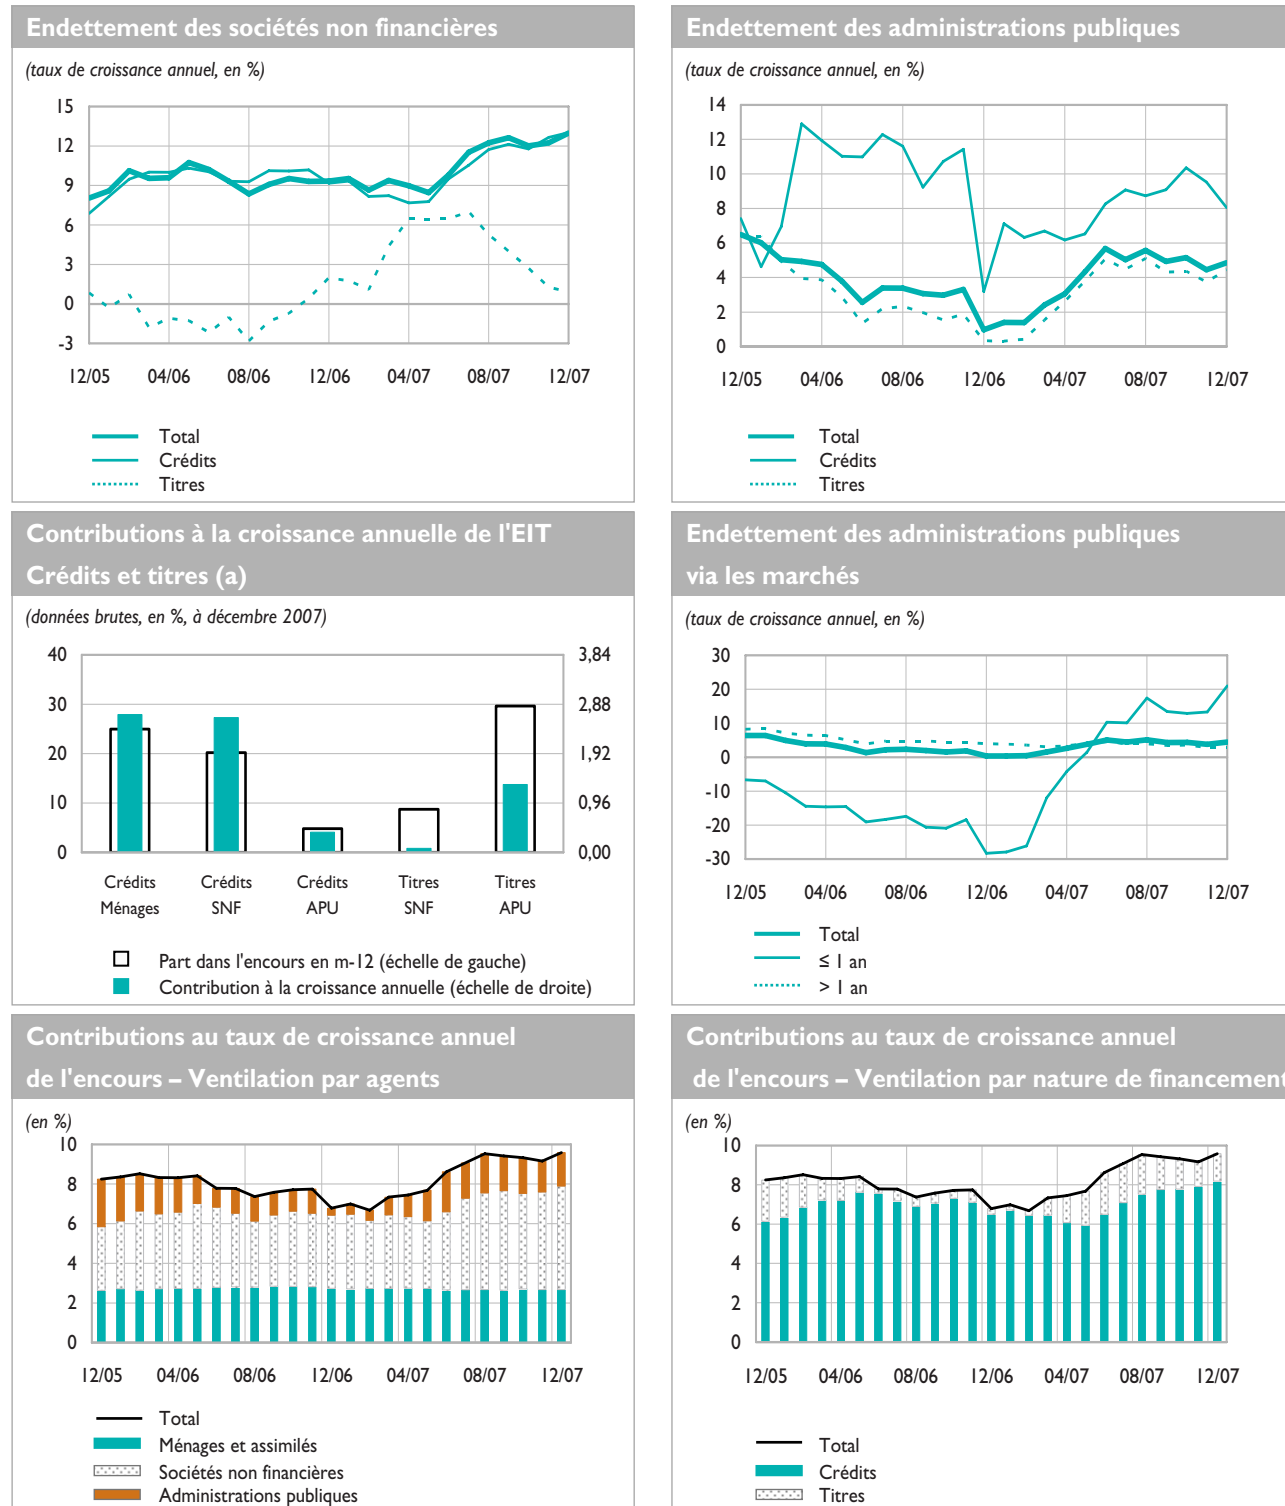 Endettement des sociétés non financières
(taux de croissance annuel, en %)
15
12
9
6
3
0
-3
12/05 04/06 08/06 12/06 04/07 08/07 12/07
Total
Crédits
Titres
Endettement des administrations publiques
(taux de croissance annuel, en %)
14
12
10
8
6
4
2
0
12/05 04/06 08/06 12/06 04/07 08/07 12/07
Total
Crédits
Titres
Contributions à la croissance annuelle de l'EIT
Crédits et titres (a)
(données brutes, en %, à décembre 2007)
40 3,84
30 2,88
20 1,92
10 0,96
0 0,00
Crédits Crédits Crédits Titres Titres
Ménages SNF APU SNF APU
Part dans l'encours en m-12 (échelle de gauche)
Contribution à la croissance annuelle (échelle de droite)
Endettement des administrations publiques
via les marchés
(taux de croissance annuel, en %)
30
20
10
0
-10
-20
-30
12/05 04/06 08/06 12/06 04/07 08/07 12/07
Total
≤ 1 an
> 1 an
Contributions au taux de croissance annuel
de l'encours – Ventilation par agents
(en %)
10
8
6
4
2
0
12/05 04/06 08/06 12/06 04/07 08/07 12/07
Total
Ménages et assimilés
Sociétés non financières
Administrations publiques
Contributions au taux de croissance annuel
de l'encours – Ventilation par nature de financement
(en %)
10
8
6
4
2
0
12/05 04/06 08/06 12/06 04/07 08/07 12/07
Total
Crédits
Titres